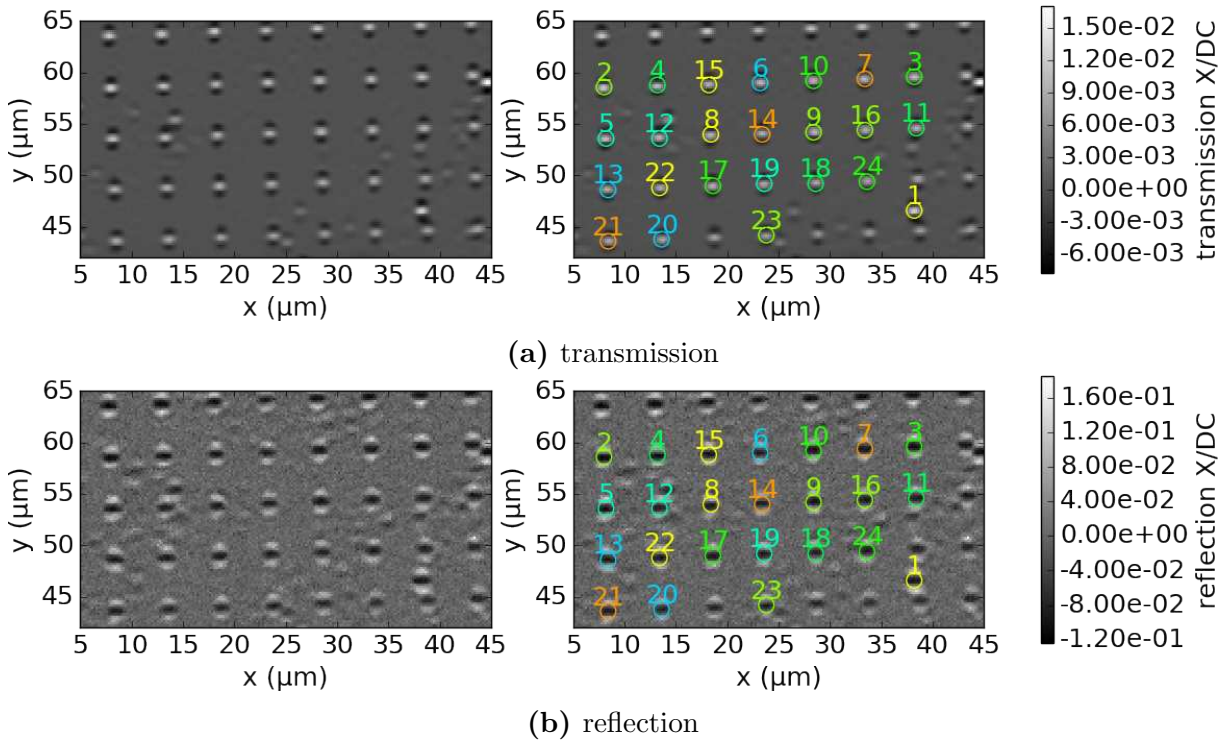 65
60
55
50
45
y (µm)
5 10 15 20 25 30 35 40 45
x (µm)
2 4 15 6 10 7 3
5 12 8 14 9 16 11
13 22 17 19 18 24
1
21 20 23
y (µm)
5 10 15 20 25 30 35 40 45
x (µm)
65
60
55
50
45
1.50e-02
1.20e-02
9.00e-03
6.00e-03
3.00e-03
0.00e+00
-3.00e-03
-6.00e-03
transmission X/DC
(a) transmission
65
60
55
50
45
y (µm)
5 10 15 20 25 30 35 40 45
x (µm)
65
60
55
50
45
y (µm)
2 4 15 6 10 7 3
5 12 8 14 9 16 11
13 22 17 19 18 24
1
21 20 23
5 10 15 20 25 30 35 40 45
x (µm)
1.60e-01
1.20e-01
8.00e-02
4.00e-02
0.00e+00
-4.00e-02
-8.00e-02
-1.20e-01
reflection X/DC
(b) reflection